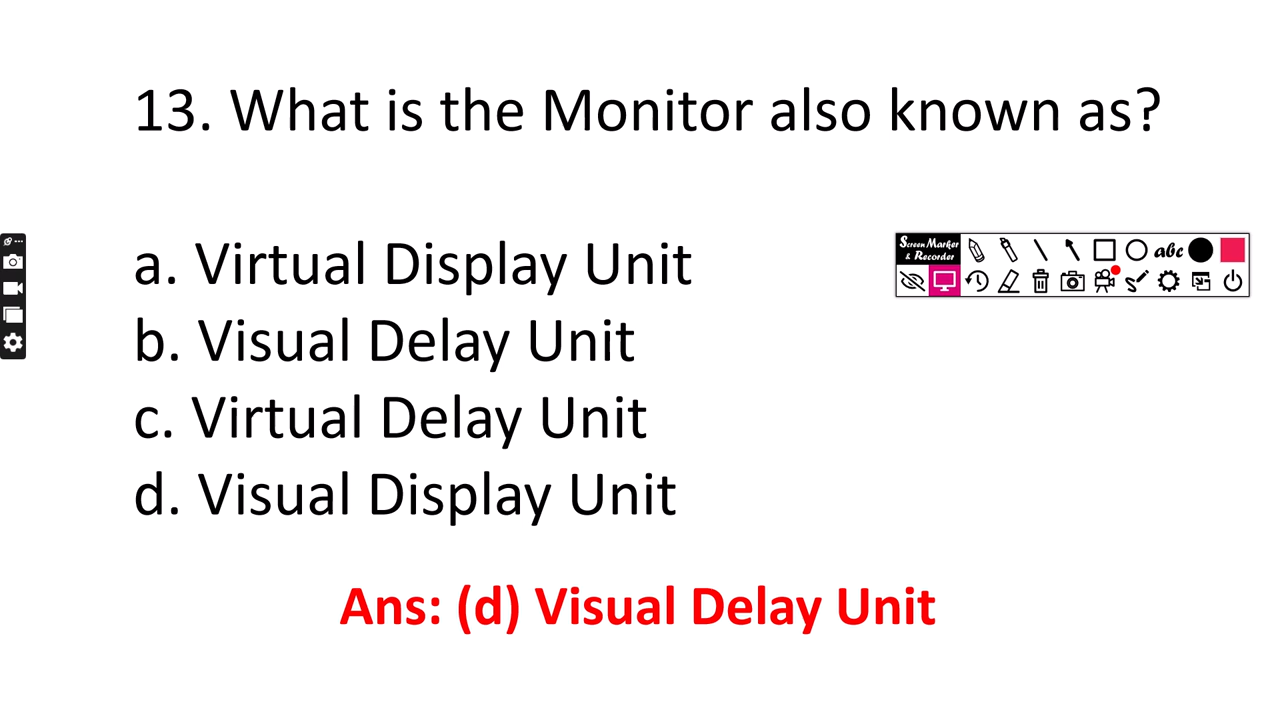 13. What is the Monitor also known as?
a. Virtual Display Unit
b. Visual Delay Unit
c. Virtual Delay Unit
d. Visual Display Unit
Ans: (d) Visual Delay Unit
Screen Marker
& Recorder
abc